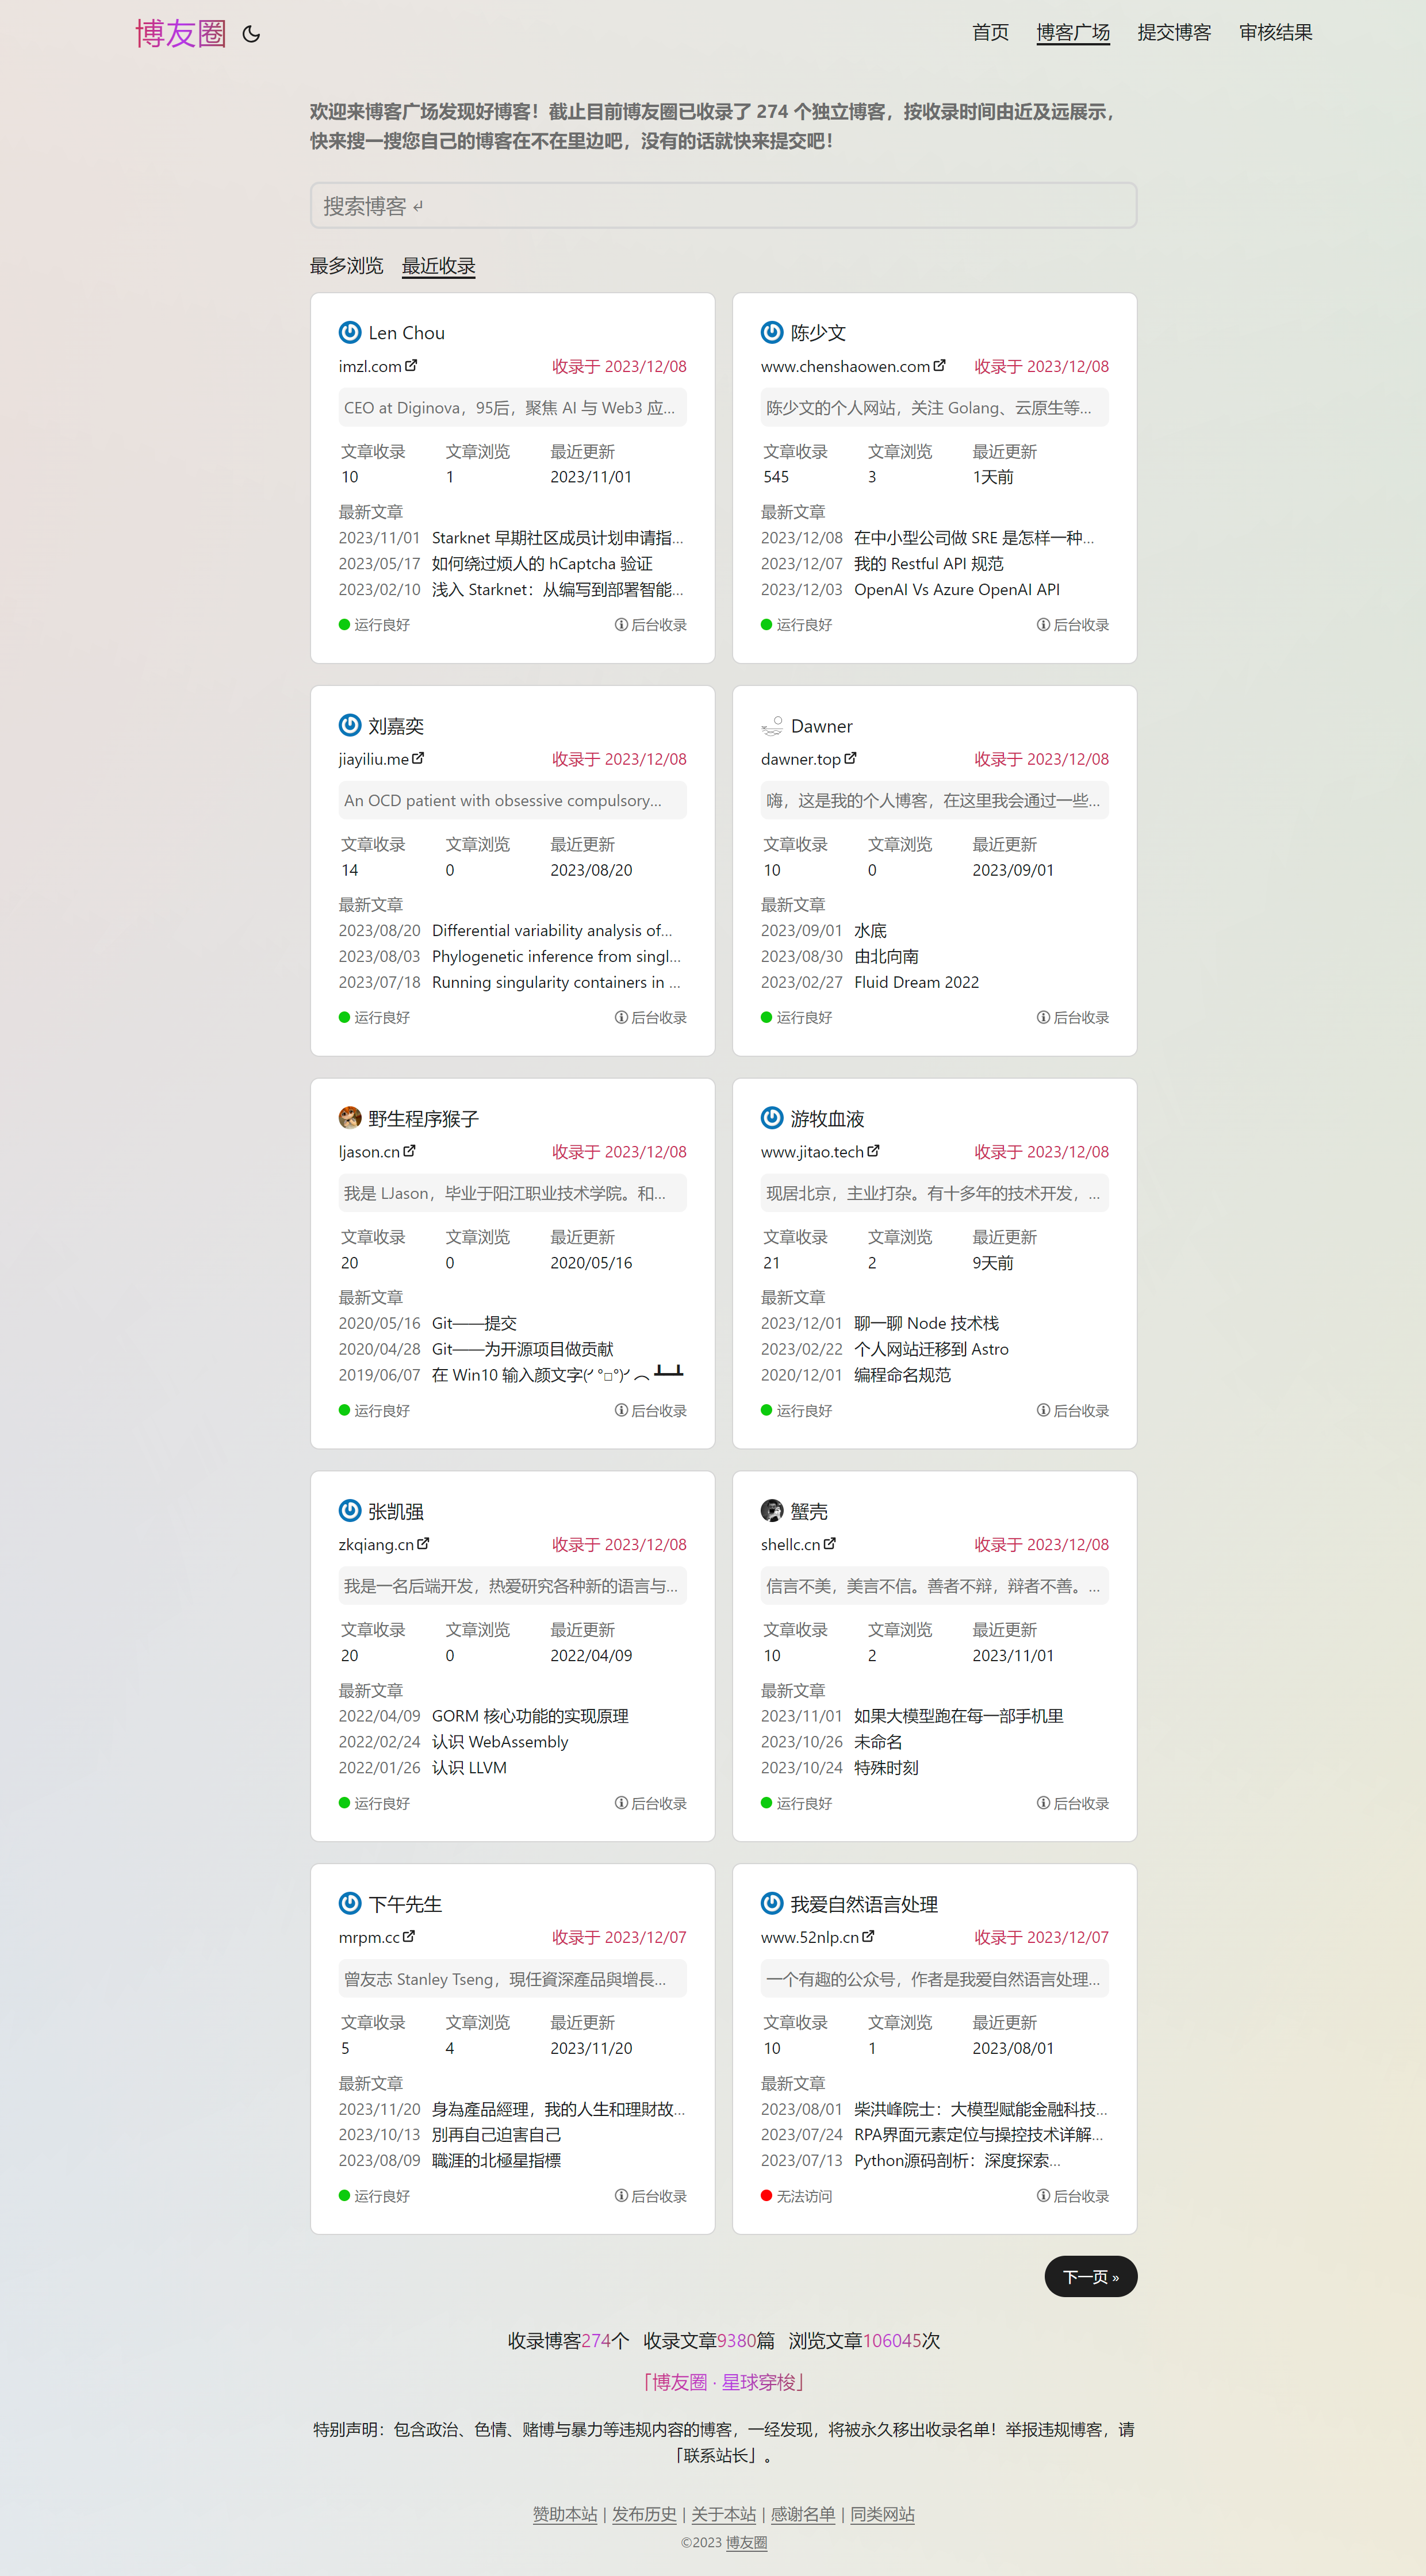 博友圈
首页 博客广场 提交博客 审核结果
欢迎来博客广场发现好博客！截止目前博友圈已收录了 274 个独立博客，按收录时间由近及远展示，
快来搜一搜您自己的博客在不在里边吧，没有的话就快来提交吧！
搜索博客 ↵
最多浏览 最近收录
Len Chou
imzl.com 收录于 2023/12/08
CEO at Diginova，95后，聚焦 AI 与 Web3 应...
文章收录 文章浏览 最近更新
10 1 2023/11/01
最新文章
2023/11/01 Starknet 早期社区成员计划申请指...
2023/05/17 如何绕过烦人的 hCaptcha 验证
2023/02/10 浅入 Starknet：从编写到部署智能...
运行良好 后台收录
陈少文
www.chenshaowen.com 收录于 2023/12/08
陈少文的个人网站，关注 Golang、云原生等...
文章收录 文章浏览 最近更新
545 3 1天前
最新文章
2023/12/08 在中小型公司做 SRE 是怎样一种...
2023/12/07 我的 Restful API 规范
2023/12/03 OpenAI Vs Azure OpenAI API
运行良好 后台收录
刘嘉奕
jiayiliu.me 收录于 2023/12/08
An OCD patient with obsessive compulsory...
文章收录 文章浏览 最近更新
14 0 2023/08/20
最新文章
2023/08/20 Differential variability analysis of...
2023/08/03 Phylogenetic inference from singl...
2023/07/18 Running singularity containers in ...
运行良好 后台收录
Dawner
dawner.top 收录于 2023/12/08
嗨，这是我的个人博客，在这里我会通过一些...
文章收录 文章浏览 最近更新
10 0 2023/09/01
最新文章
2023/09/01 水底
2023/08/30 由北向南
2023/02/27 Fluid Dream 2022
运行良好 后台收录
野生程序猴子
ljason.cn 收录于 2023/12/08
我是 LJason，毕业于阳江职业技术学院。和...
文章收录 文章浏览 最近更新
20 0 2020/05/16
最新文章
2020/05/16 Git——提交
2020/04/28 Git——为开源项目做贡献
2019/06/07 在 Win10 输入颜文字(╯°□°)╯︵ ┻━┻
运行良好 后台收录
游牧血液
www.jitao.tech 收录于 2023/12/08
现居北京，主业打杂。有十多年的技术开发，...
文章收录 文章浏览 最近更新
21 2 9天前
最新文章
2023/12/01 聊一聊 Node 技术栈
2023/02/22 个人网站迁移到 Astro
2020/12/01 编程命名规范
运行良好 后台收录
张凯强
zkqiang.cn 收录于 2023/12/08
我是一名后端开发，热爱研究各种新的语言与...
文章收录 文章浏览 最近更新
20 0 2022/04/09
最新文章
2022/04/09 GORM 核心功能的实现原理
2022/02/24 认识 WebAssembly
2022/01/26 认识 LLVM
运行良好 后台收录
蟹壳
shellc.cn 收录于 2023/12/08
信言不美，美言不信。善者不辩，辩者不善。...
文章收录 文章浏览 最近更新
10 2 2023/11/01
最新文章
2023/11/01 如果大模型跑在每一部手机里
2023/10/26 未命名
2023/10/24 特殊时刻
运行良好 后台收录
下午先生
mrpm.cc 收录于 2023/12/07
曾友志 Stanley Tseng，現任資深產品與增長...
文章收录 文章浏览 最近更新
5 4 2023/11/20
最新文章
2023/11/20 身為產品經理，我的人生和理財故...
2023/10/13 別再自己迫害自己
2023/08/09 職涯的北極星指標
运行良好 后台收录
我爱自然语言处理
www.52nlp.cn 收录于 2023/12/07
一个有趣的公众号，作者是我爱自然语言处理...
文章收录 文章浏览 最近更新
10 1 2023/08/01
最新文章
2023/08/01 柴洪峰院士：大模型赋能金融科技...
2023/07/24 RPA界面元素定位与操控技术详解...
2023/07/13 Python源码剖析：深度探索...
无法访问 后台收录
下一页 »
收录博客274个 收录文章9380篇 浏览文章106045次
「博友圈 · 星球穿梭」
特别声明：包含政治、色情、赌博与暴力等违规内容的博客，一经发现，将被永久移出收录名单！举报违规博客，请
「联系站长」。
赞助本站 | 发布历史 | 关于本站 | 感谢名单 | 同类网站
©2023 博友圈